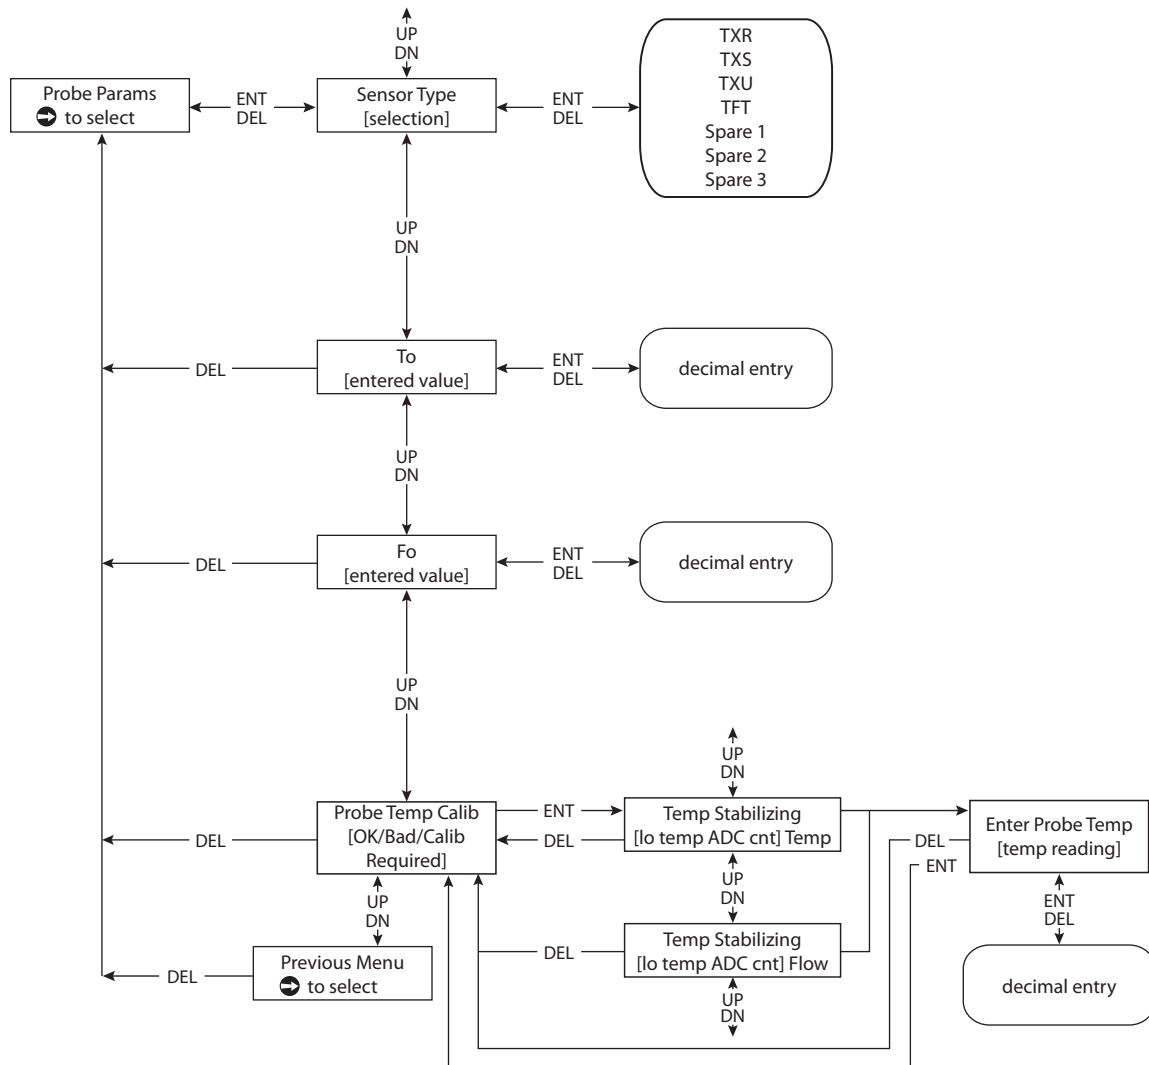 UP
DN
Probe Params
to select
ENT
DEL
Sensor Type
[selection]
ENT
DEL
TXR
TXS
TXU
TFT
Spare 1
Spare 2
Spare 3
UP
DN
DEL
To
[entered value]
ENT
DEL
decimal entry
UP
DN
DEL
Fo
[entered value]
ENT
DEL
decimal entry
UP
DN
UP
DN
DEL
Probe Temp Calib
[OK/Bad/Calib
Required]
ENT
DEL
Temp Stabilizing
[lo temp ADC cnt] Temp
DEL
ENT
Enter Probe Temp
[temp reading]
UP
DN
UP
DN
ENT
DEL
DEL
Previous Menu
to select
DEL
Temp Stabilizing
[lo temp ADC cnt] Flow
decimal entry
UP
DN